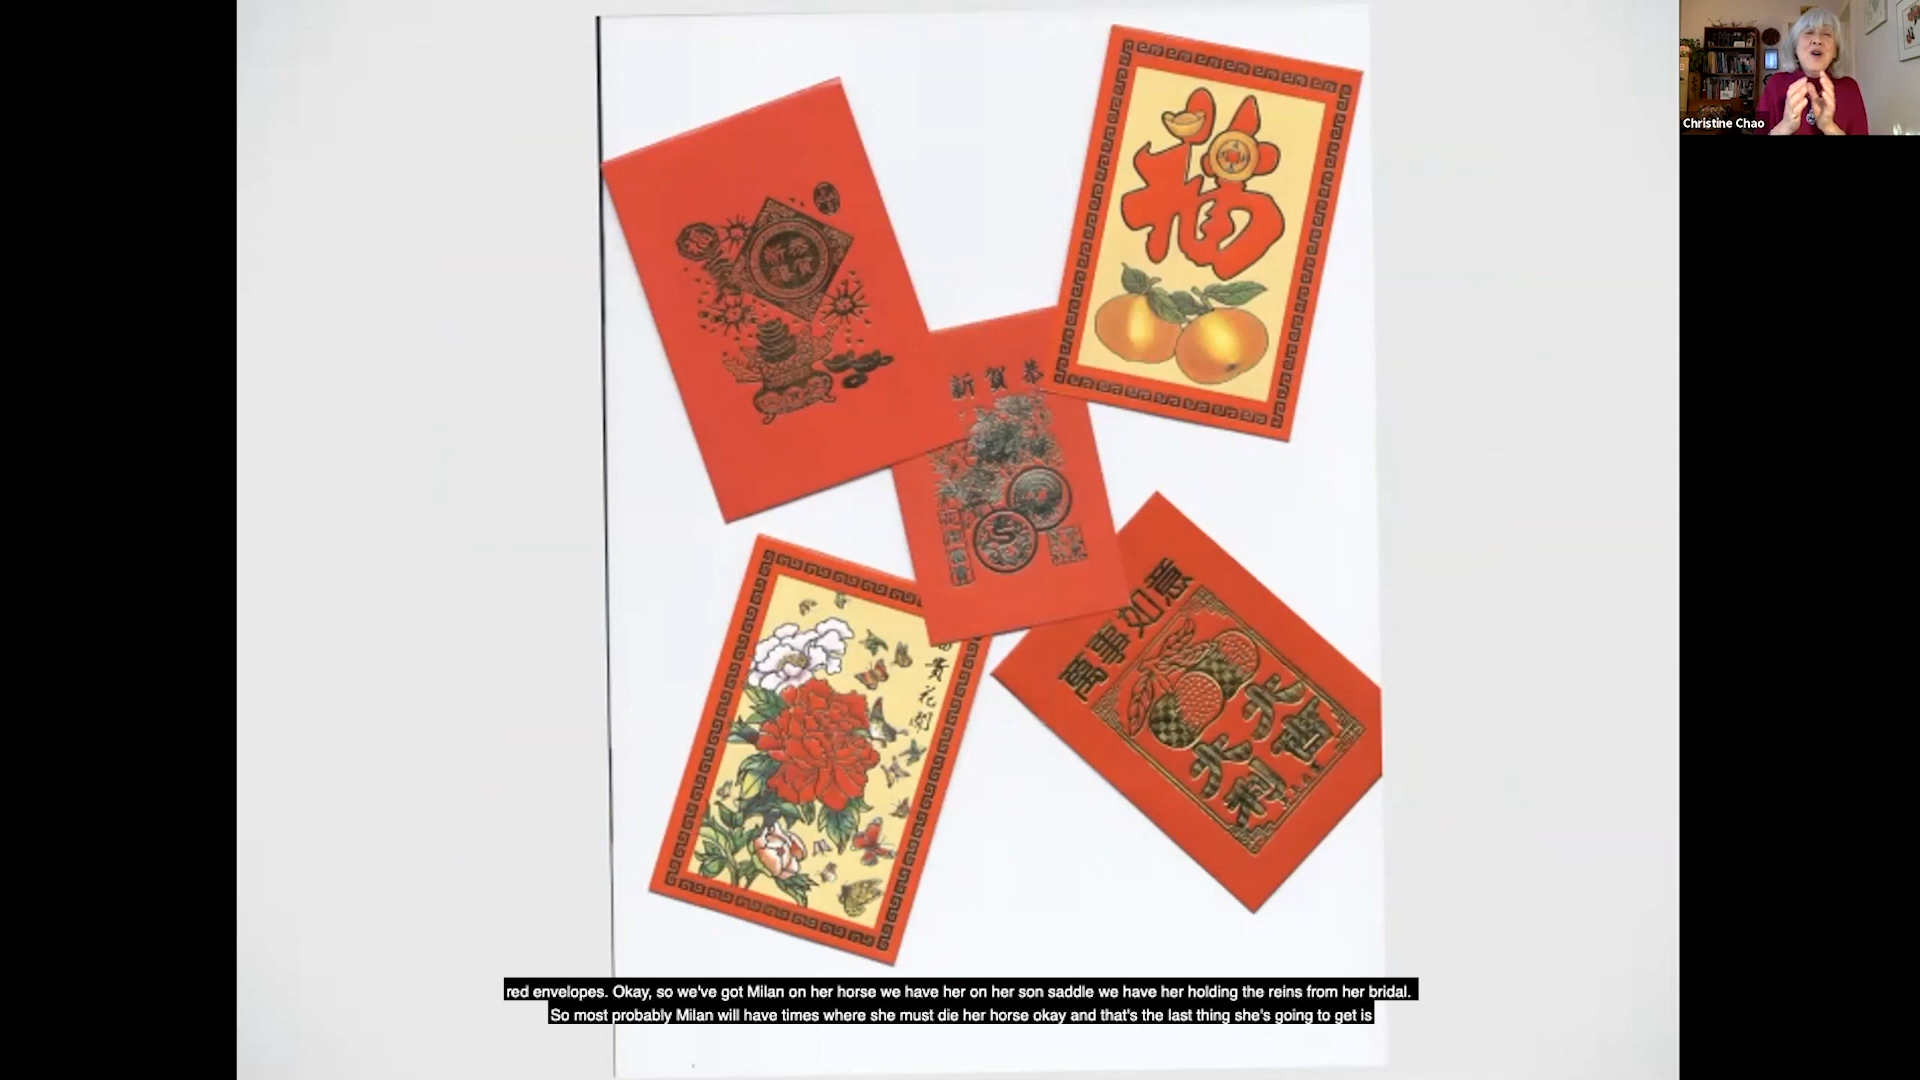 Christine Chao
福
恭賀新
萬事如意
大吉
大利
貴花開
red envelopes. Okay, so we've got Milan on her horse we have her on her son saddle we have her holding the reins from her bridal.
So most probably Milan will have times where she must die her horse okay and that's the last thing she's going to get is